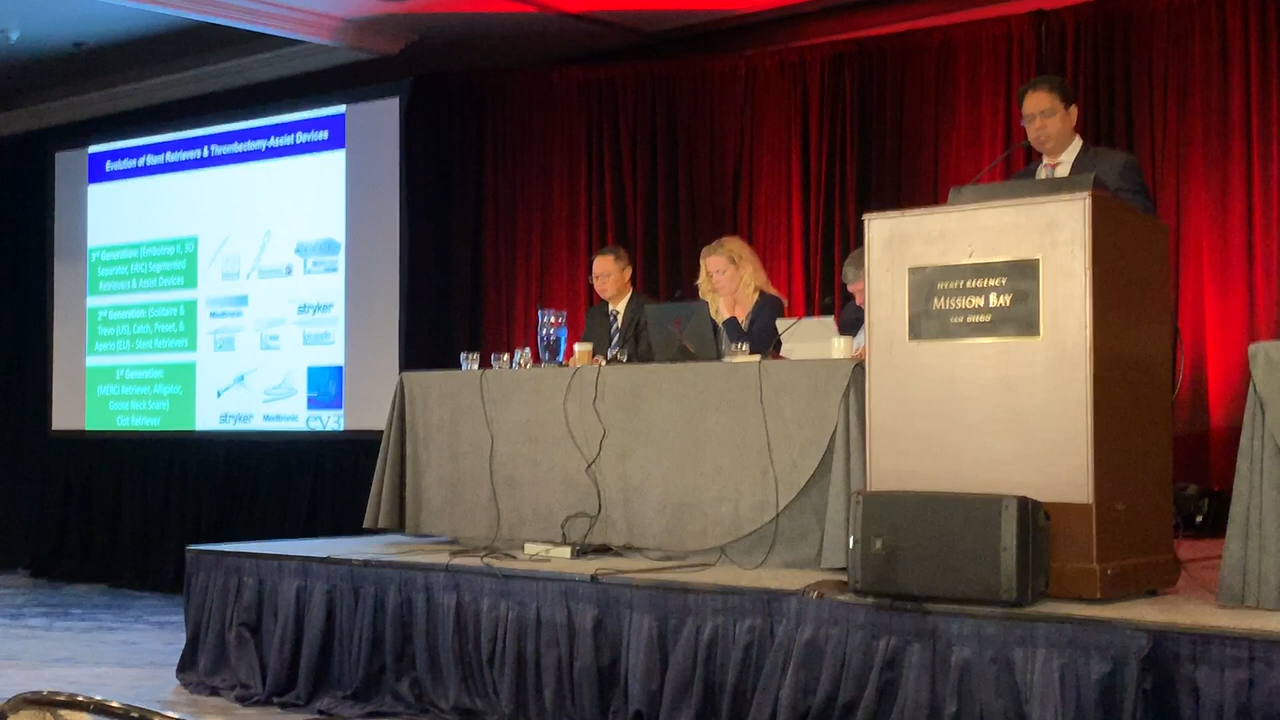 Evolution of Stent Retrievers & Thrombectomy-Assist Devices
3rd Generation: (Embotrap II, 3D
Separator, ERIC) Segmented
Retrievers & Assist Devices
2nd Generation: (Solitaire &
Trevo (US), Catch, Preset, &
Aperio (EU) - Stent Retrievers
Medtronic
stryker
1st Generation:
(MERCI Retriever, Alligator,
Goose Neck Snare)
Clot Retriever
stryker
Medtronic
ev3
HYATT REGENCY
MISSION BAY
SAN DIEGO